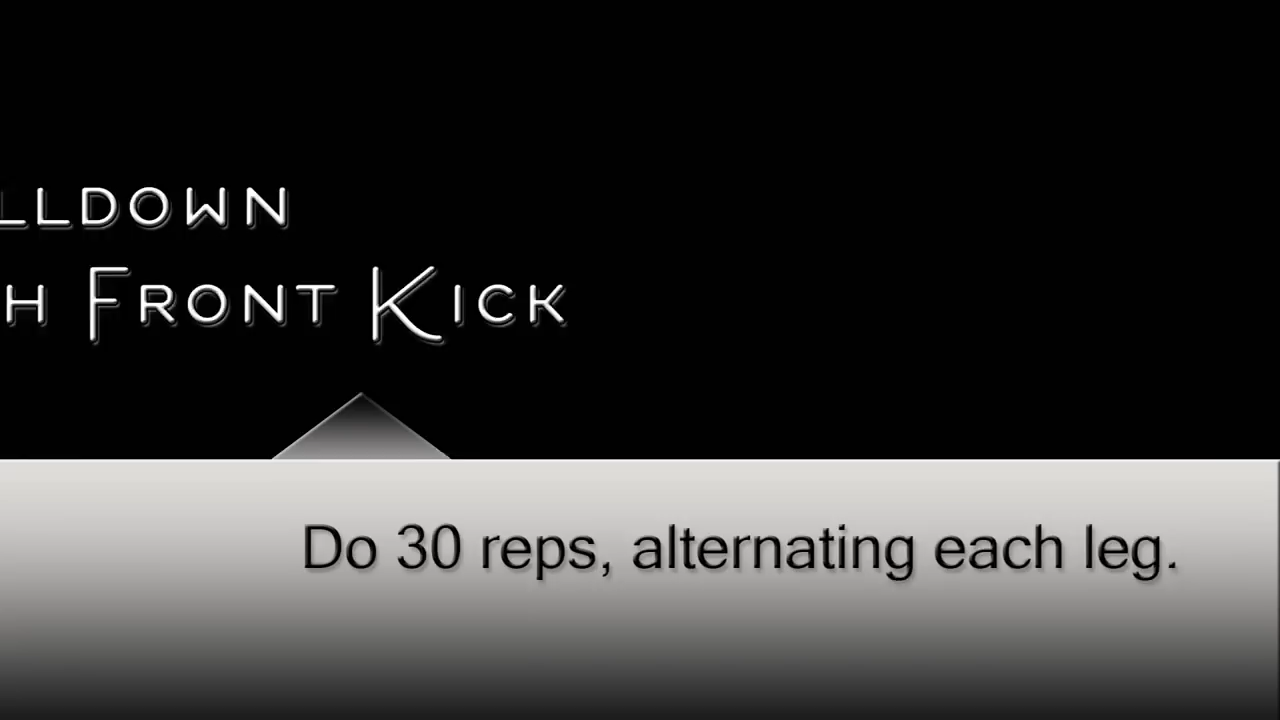 LLDOWN
H FRONT KICK
Do 30 reps, alternating each leg.